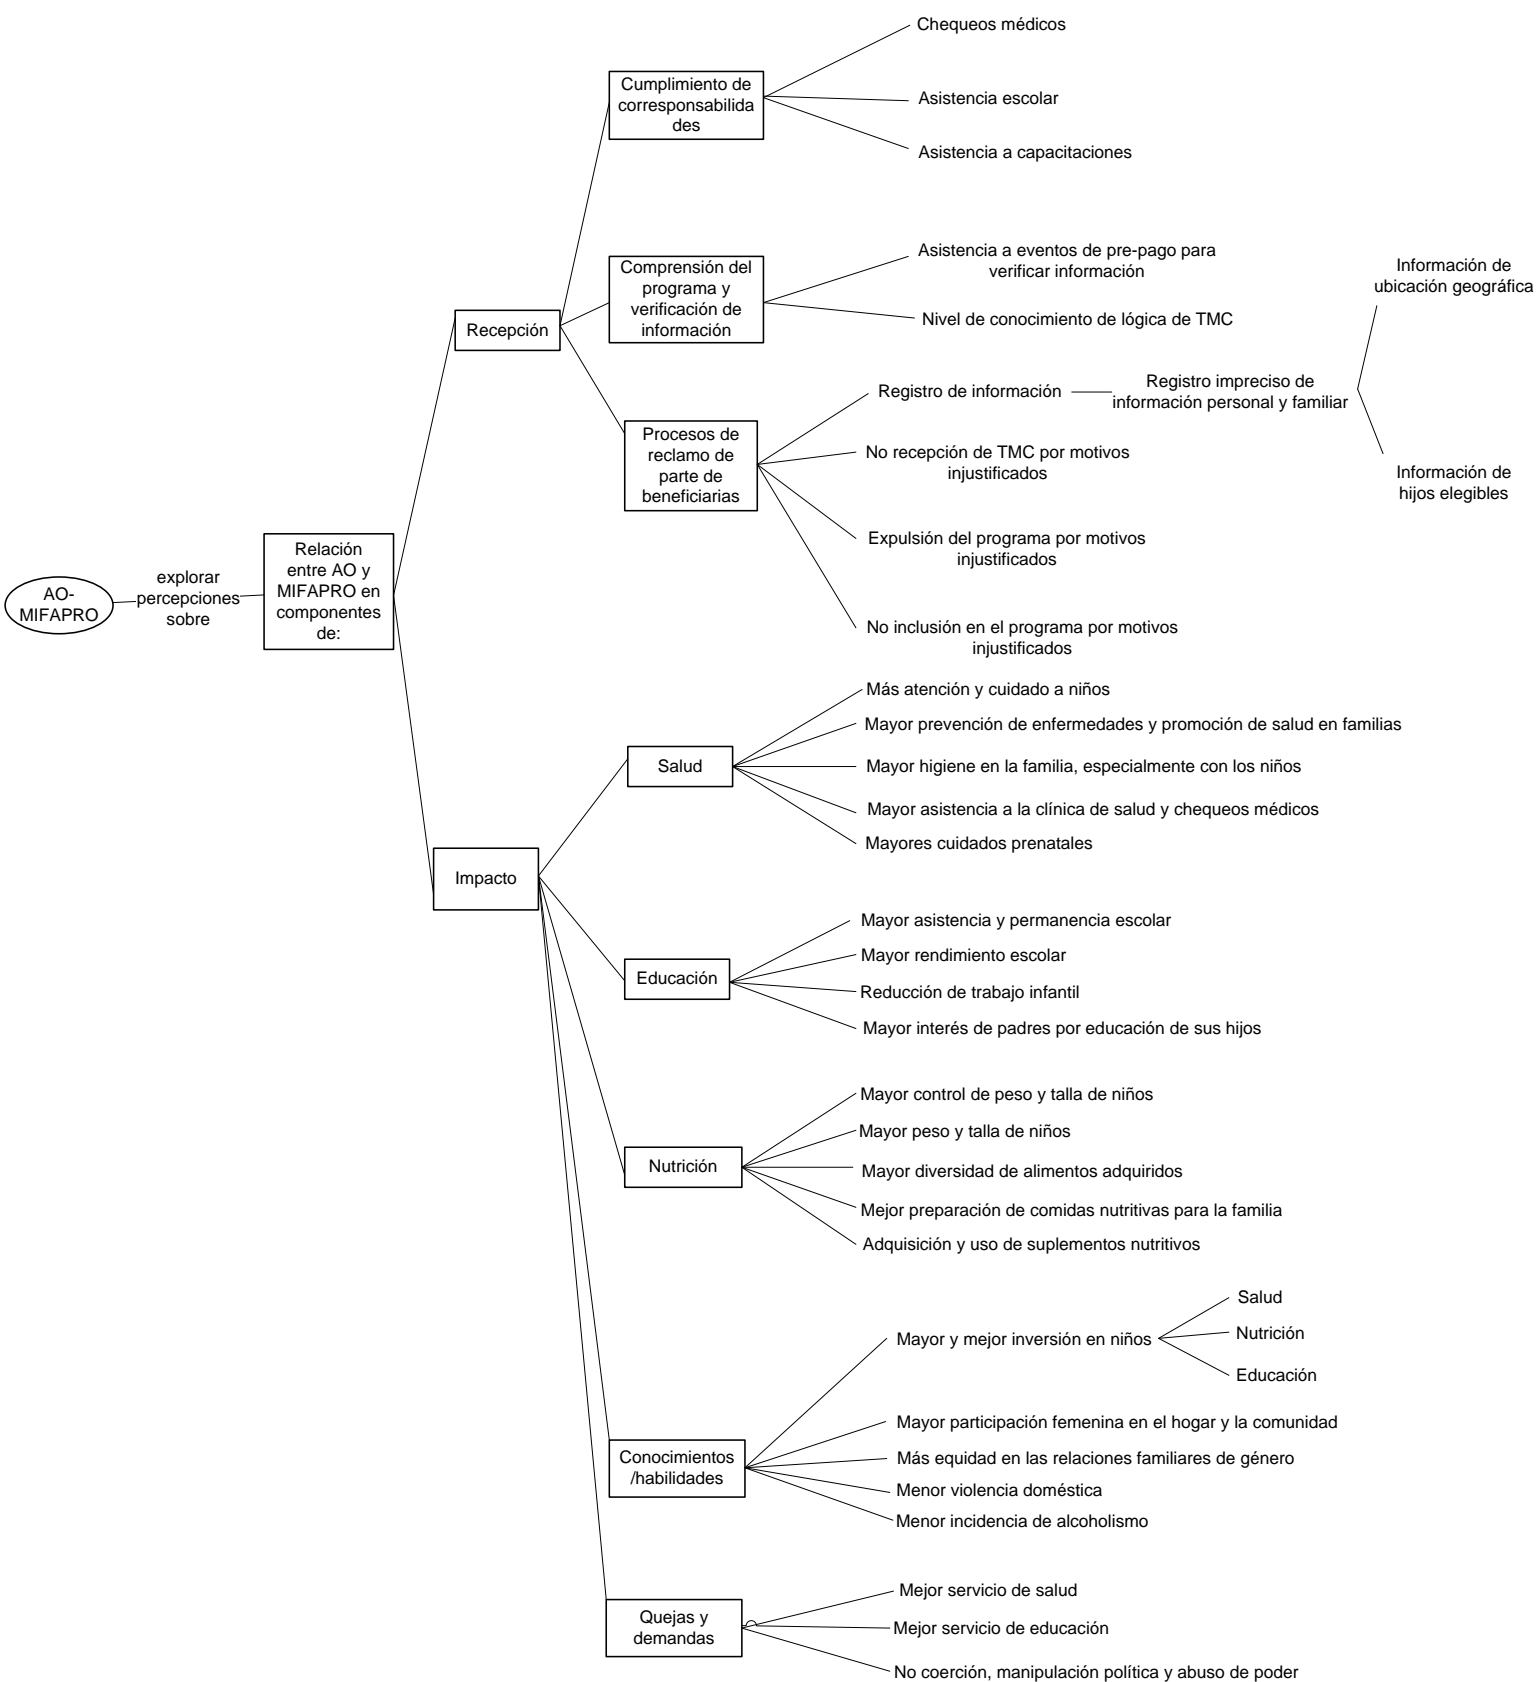 AO-
MIFAPRO
explorar
percepciones
sobre
Relación
entre AO y
MIFAPRO en
componentes
de:
Recepción
Cumplimiento de
corresponsabilida
des
Chequeos médicos
Asistencia escolar
Asistencia a capacitaciones
Comprensión del
programa y
verificación de
información
Asistencia a eventos de pre-pago para
verificar información
Nivel de conocimiento de lógica de TMC
Procesos de
reclamo de
parte de
beneficiarias
Registro de información
Registro impreciso de
información personal y familiar
Información de
ubicación geográfica
Información de
hijos elegibles
No recepción de TMC por motivos
injustificados
Expulsión del programa por motivos
injustificados
No inclusión en el programa por motivos
injustificados
Impacto
Salud
Más atención y cuidado a niños
Mayor prevención de enfermedades y promoción de salud en familias
Mayor higiene en la familia, especialmente con los niños
Mayor asistencia a la clínica de salud y chequeos médicos
Mayores cuidados prenatales
Educación
Mayor asistencia y permanencia escolar
Mayor rendimiento escolar
Reducción de trabajo infantil
Mayor interés de padres por educación de sus hijos
Nutrición
Mayor control de peso y talla de niños
Mayor peso y talla de niños
Mayor diversidad de alimentos adquiridos
Mejor preparación de comidas nutritivas para la familia
Adquisición y uso de suplementos nutritivos
Conocimientos
/habilidades
Mayor y mejor inversión en niños
Salud
Nutrición
Educación
Mayor participación femenina en el hogar y la comunidad
Más equidad en las relaciones familiares de género
Menor violencia doméstica
Menor incidencia de alcoholismo
Quejas y
demandas
Mejor servicio de salud
Mejor servicio de educación
No coerción, manipulación política y abuso de poder